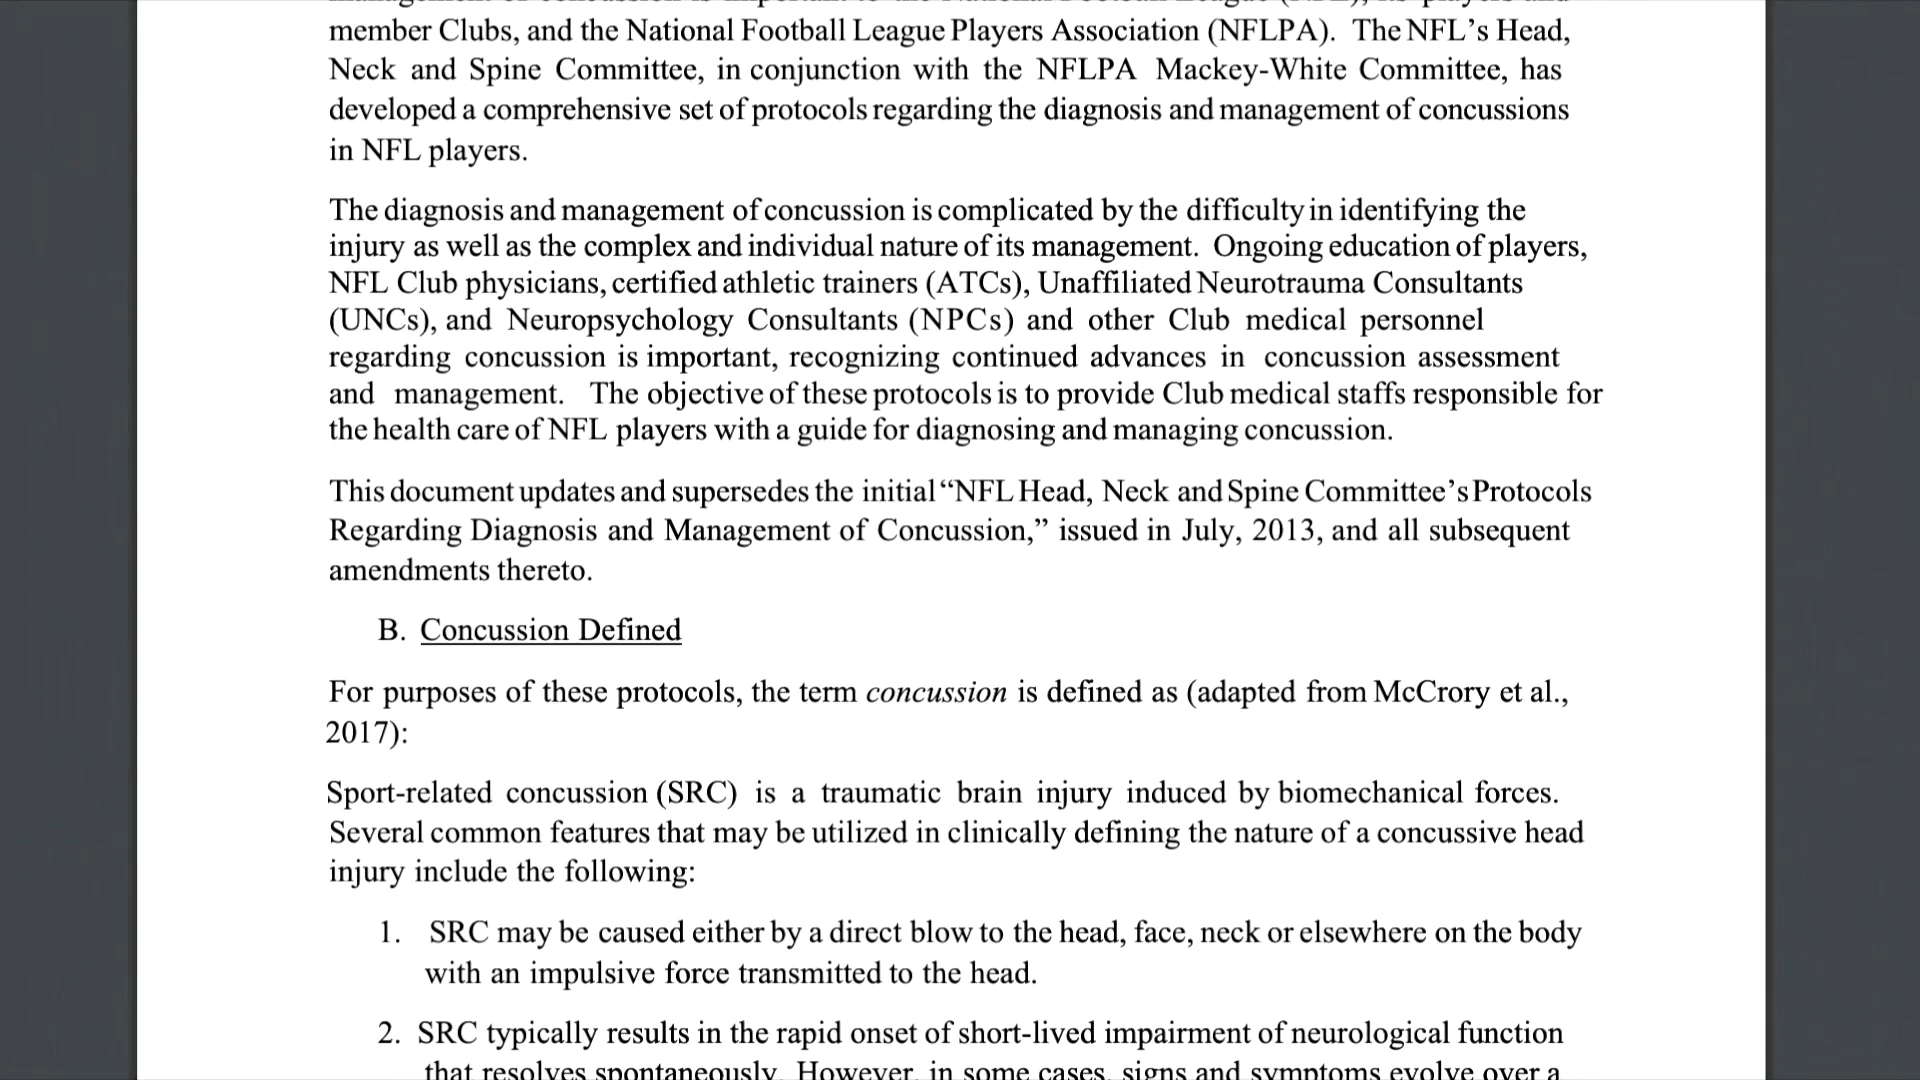 member Clubs, and the National Football League Players Association (NFLPA). The NFL’s Head,
Neck and Spine Committee, in conjunction with the NFLPA Mackey-White Committee, has
developed a comprehensive set of protocols regarding the diagnosis and management of concussions
in NFL players.
The diagnosis and management of concussion is complicated by the difficulty in identifying the
injury as well as the complex and individual nature of its management. Ongoing education of players,
NFL Club physicians, certified athletic trainers (ATCs), Unaffiliated Neurotrauma Consultants
(UNCs), and Neuropsychology Consultants (NPCs) and other Club medical personnel
regarding concussion is important, recognizing continued advances in concussion assessment
and management. The objective of these protocols is to provide Club medical staffs responsible for
the health care of NFL players with a guide for diagnosing and managing concussion.
This document updates and supersedes the initial “NFL Head, Neck and Spine Committee’s Protocols
Regarding Diagnosis and Management of Concussion,” issued in July, 2013, and all subsequent
amendments thereto.
B. Concussion Defined
For purposes of these protocols, the term concussion is defined as (adapted from McCrory et al.,
2017):
Sport-related concussion (SRC) is a traumatic brain injury induced by biomechanical forces.
Several common features that may be utilized in clinically defining the nature of a concussive head
injury include the following:
1. SRC may be caused either by a direct blow to the head, face, neck or elsewhere on the body
with an impulsive force transmitted to the head.
2. SRC typically results in the rapid onset of short-lived impairment of neurological function
that resolves spontaneously. However, in some cases, signs and symptoms evolve over a